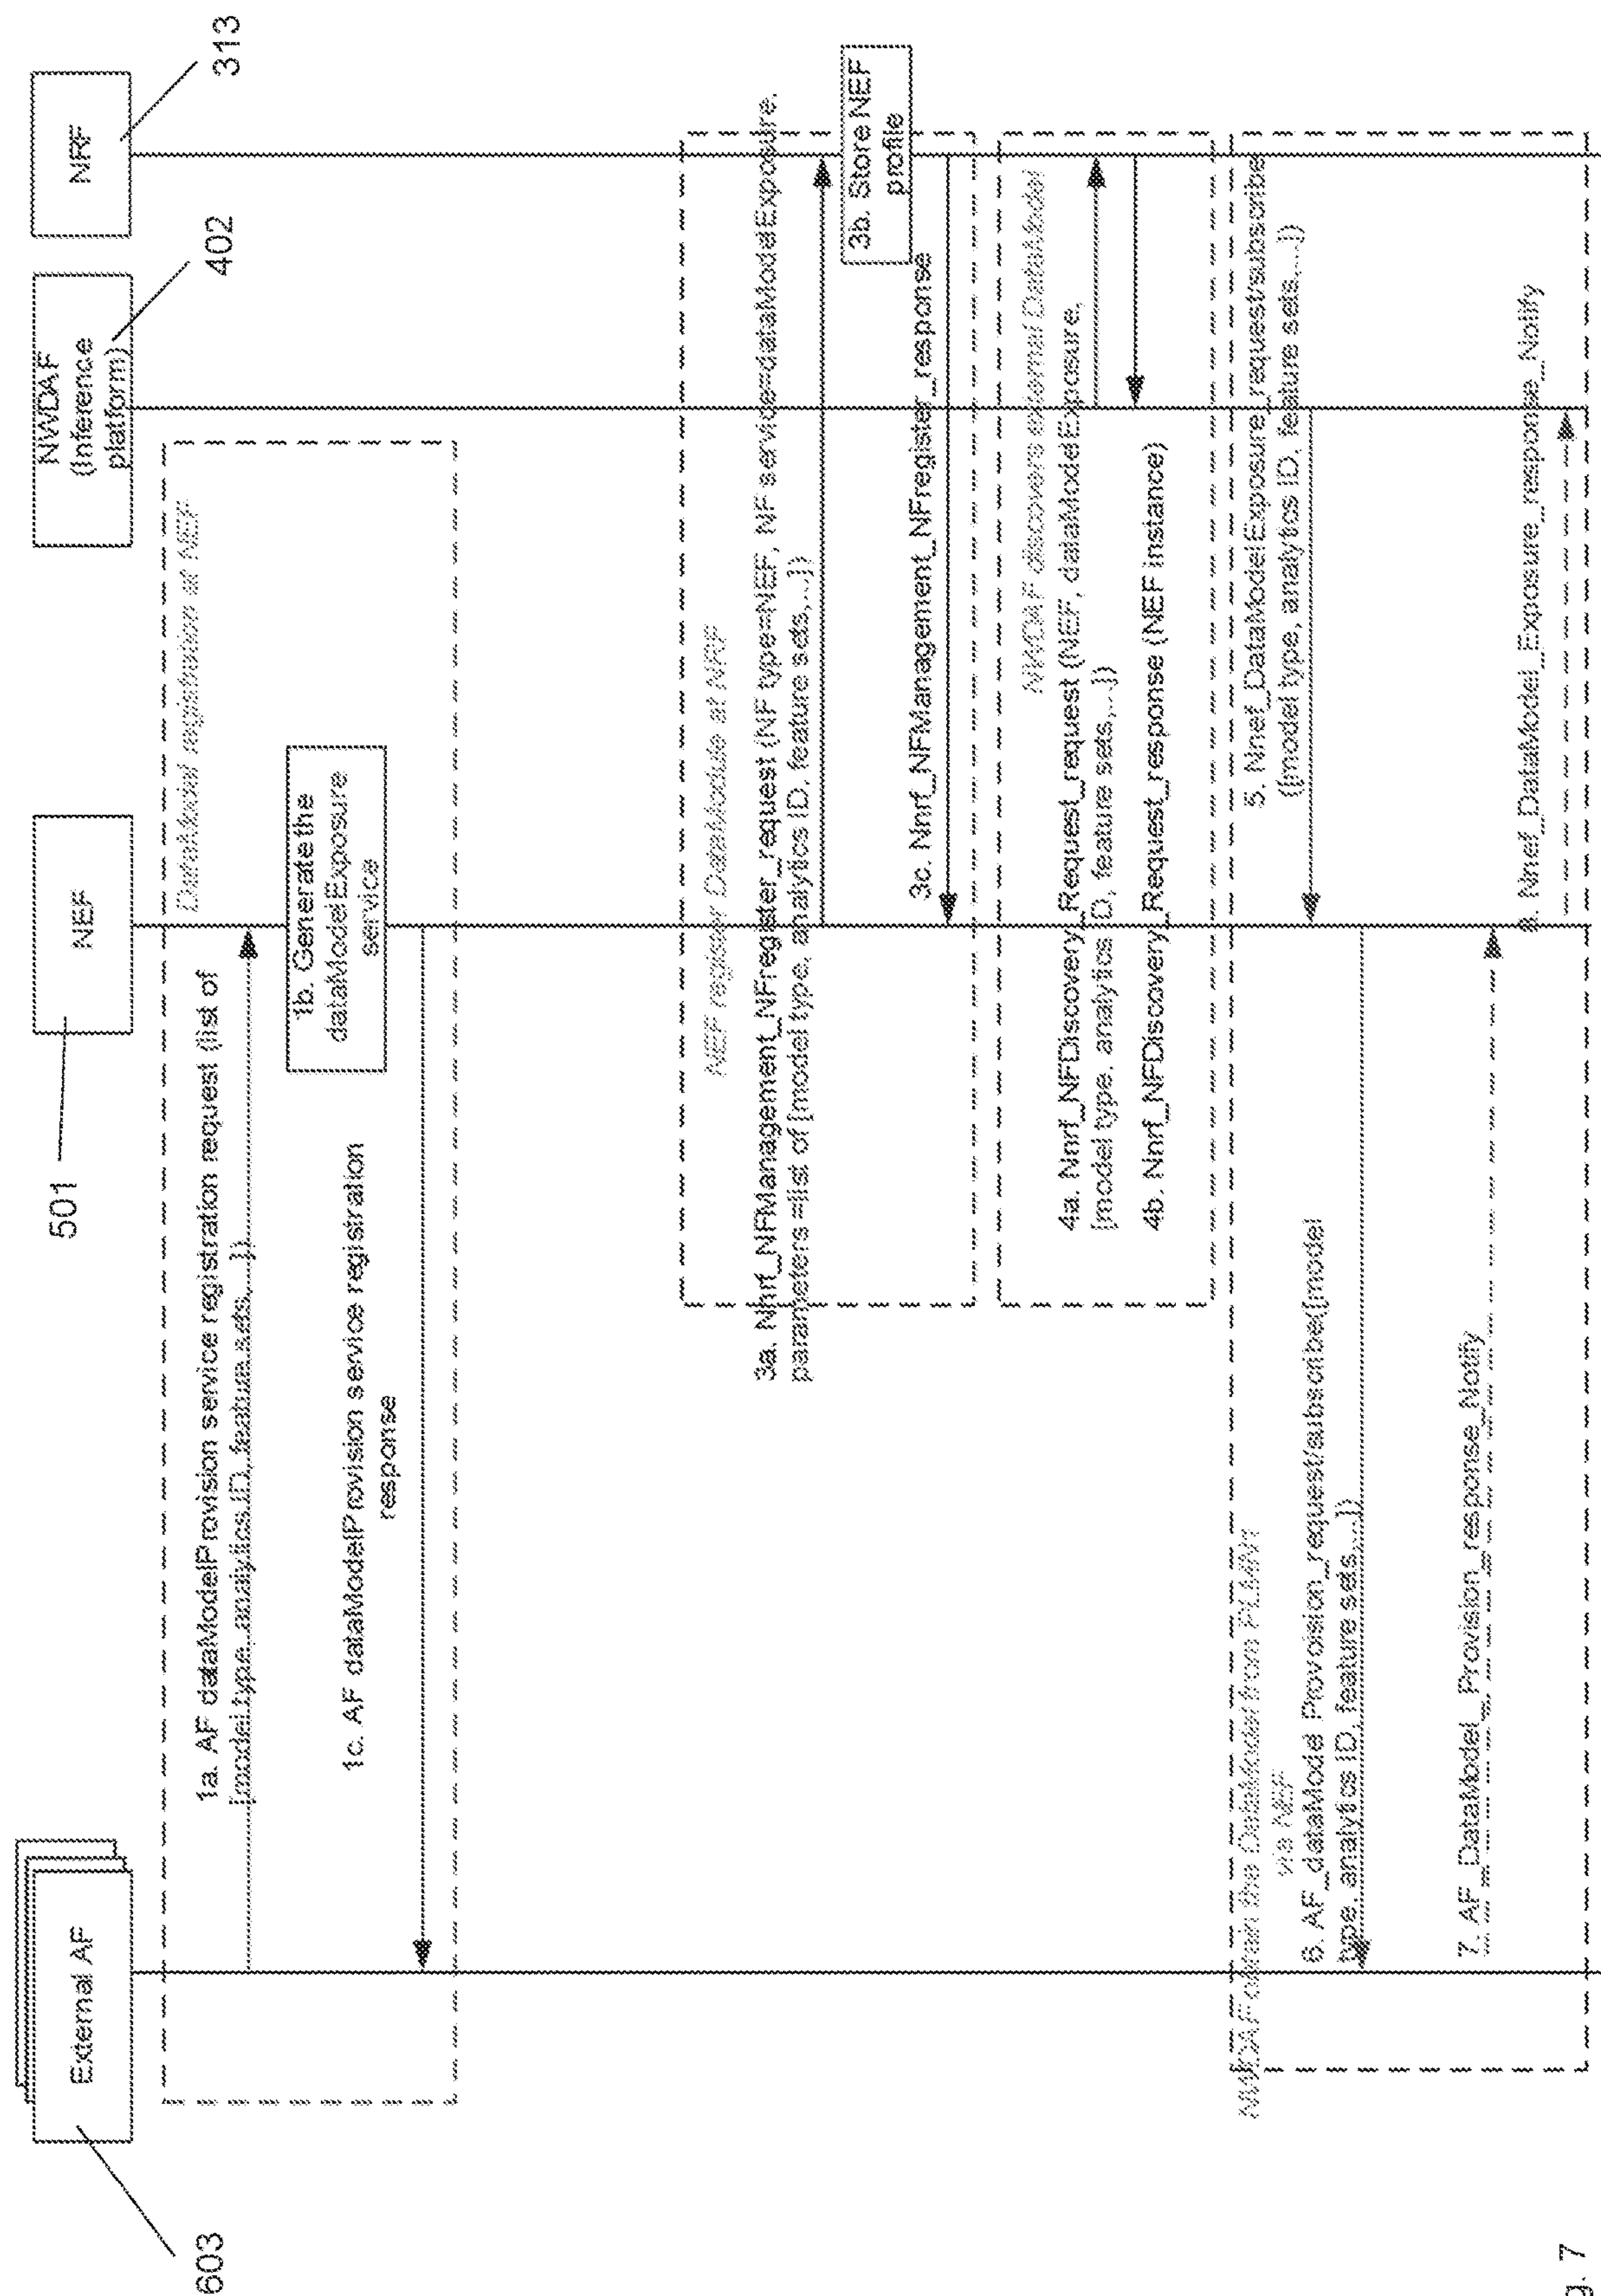 External AF
NEF
NWDAF
(Inference
platform)
NRF
603
501
402
313
DataModel registration at NEF
1a. AF dataModelProvision service registration request (list of
[model type, analytics ID, feature sets,...])
1b. Generate the
dataModelExposure
service
1c. AF dataModelProvision service registration
response
NEF register DataModule at NRF
3a. Nnrf_NFManagement_NFregister_request (NF type=NEF, NF service=dataModelExposure,
parameters =list of [model type, analytics ID, feature sets,...])
3b. Store NEF
profile
3c. Nnrf_NFManagement_NFregister_response
NWDAF discovers external DataModel
4a. Nnrf_NFDiscovery_Request_request (NEF, dataModelExposure,
[model type, analytics ID, feature sets,...])
4b. Nnrf_NFDiscovery_Request_response (NEF instance)
NWDAF obtain the DataModel from PLMN1
via NEF
5. Nnef_DataModelExposure_request/subscribe
([model type, analytics ID, feature sets,...])
6. AF_dataModel Provoision_request/subscribe([model
type, analytics ID, feature sets,...])
7. AF_DataModel_Provision_response_Notify
Nnef_DataModel_Exposure_response_Notify
g. 7